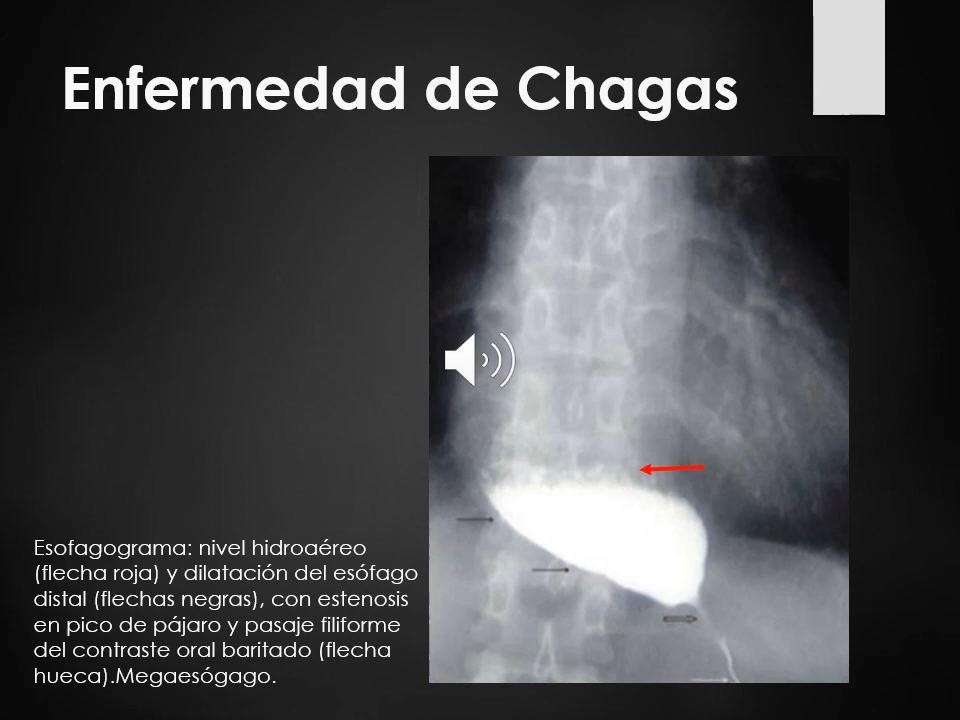 Enfermedad de Chagas
Esofagograma: nivel hidroaéreo
(flecha roja) y dilatación del esófago
distal (flechas negras), con estenosis
en pico de pájaro y pasaje filiforme
del contraste oral baritado (flecha
hueca).Megaesógago.